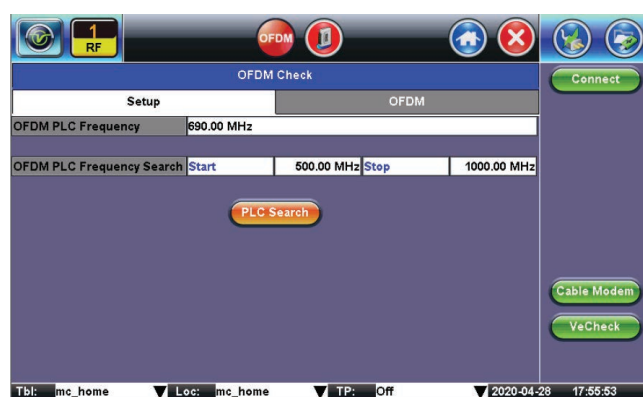 1
RF
OFDM
OFDM Check
Connect
Setup OFDM
OFDM PLC Frequency 690.00 MHz
OFDM PLC Frequency Search Start 500.00 MHz Stop 1000.00 MHz
PLC Search
Cable Modem
VeCheck
Tbl: mc_home Loc: mc_home TP: Off 2020-04-28 17:55:53